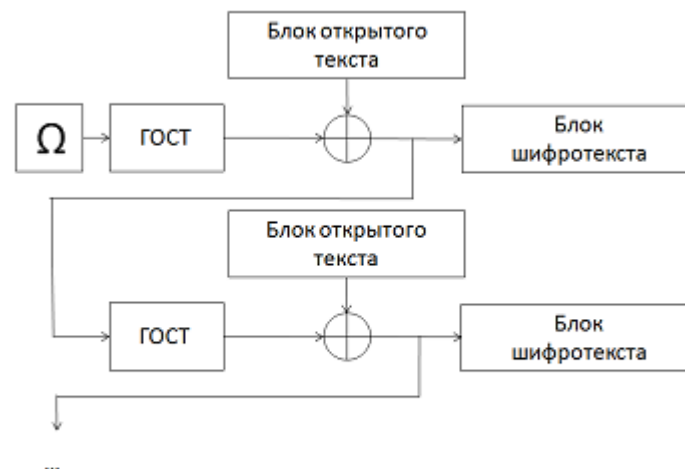 Блок открытого
текста
Ω
ГОСТ
Блок
шифротекста
Блок открытого
текста
ГОСТ
Блок
шифротекста
...